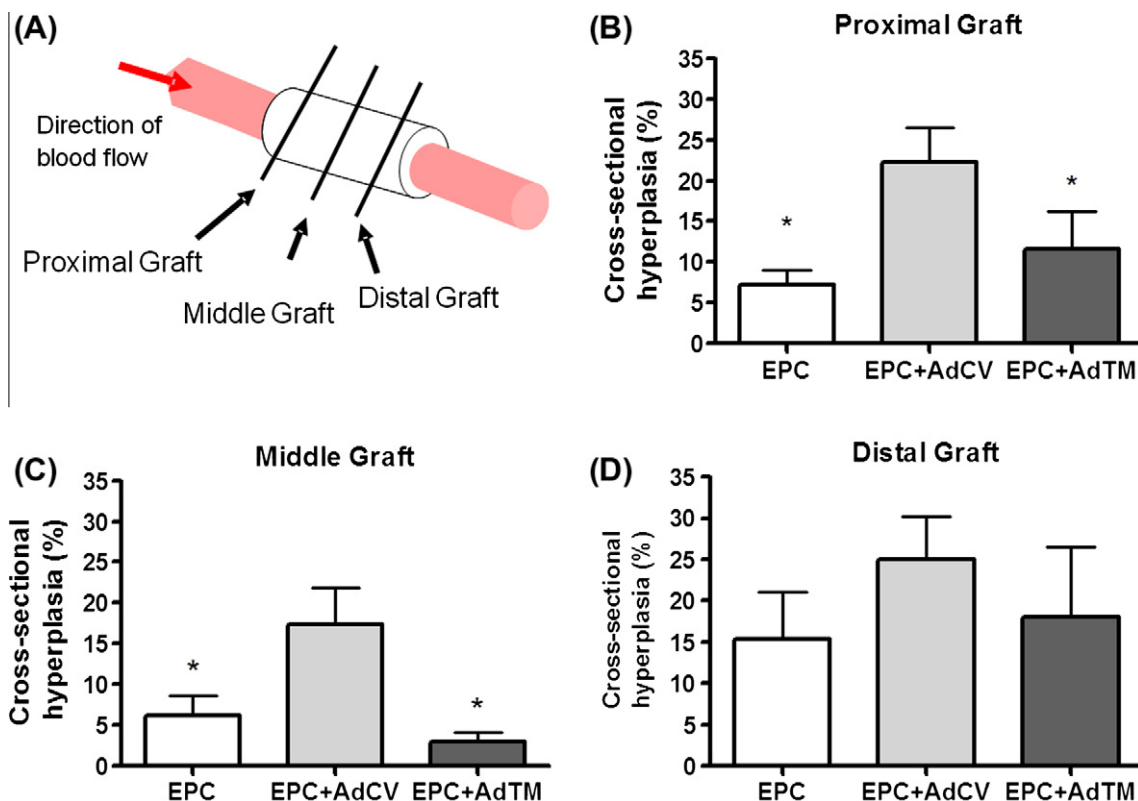 (A)
Direction of
blood flow
Proximal Graft
Middle Graft
Distal Graft
(B)
Proximal Graft
Cross-sectional
hyperplasia (%)
35
30
25
20
15
10
5
0
*
*
EPC
EPC+AdCV
EPC+AdTM
(C)
Middle Graft
Cross-sectional
hyperplasia (%)
35
30
25
20
15
10
5
0
*
*
EPC
EPC+AdCV
EPC+AdTM
(D)
Distal Graft
Cross-sectional
hyperplasia (%)
35
30
25
20
15
10
5
0
EPC
EPC+AdCV
EPC+AdTM